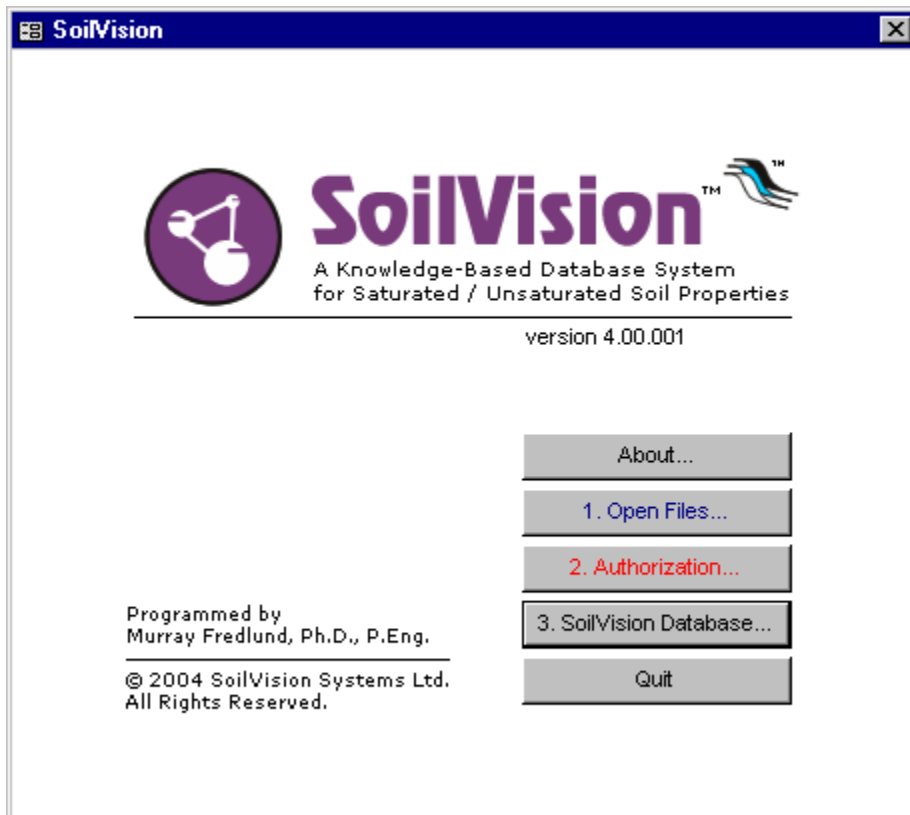 SoilVision
SoilVision™ ™
A Knowledge-Based Database System
for Saturated / Unsaturated Soil Properties
version 4.00.001
About...
1. Open Files...
2. Authorization...
3. SoilVision Database...
Quit
Programmed by
Murray Fredlund, Ph.D., P.Eng.
© 2004 SoilVision Systems Ltd.
All Rights Reserved.